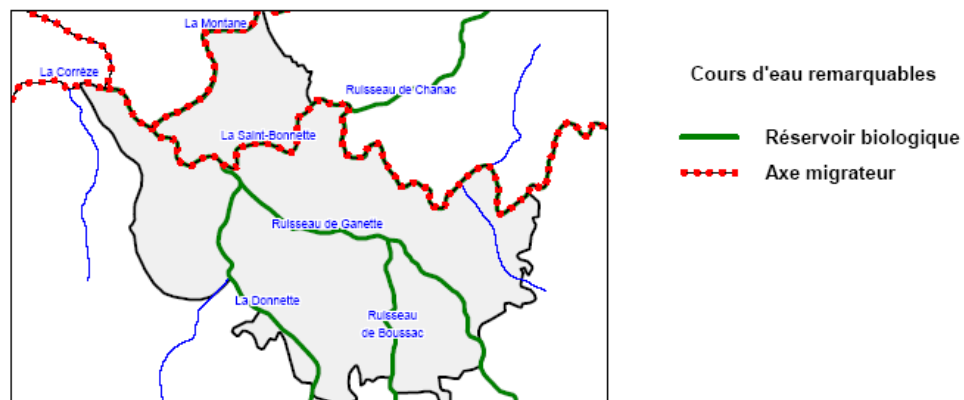 La Montane
La Corrèze
Ruisseau de Chanac
La Saint-Bonnette
Ruisseau de Ganette
La Donnette
Ruisseau
de Boussac
Cours d'eau remarquables
Réservoir biologique
Axe migrateur